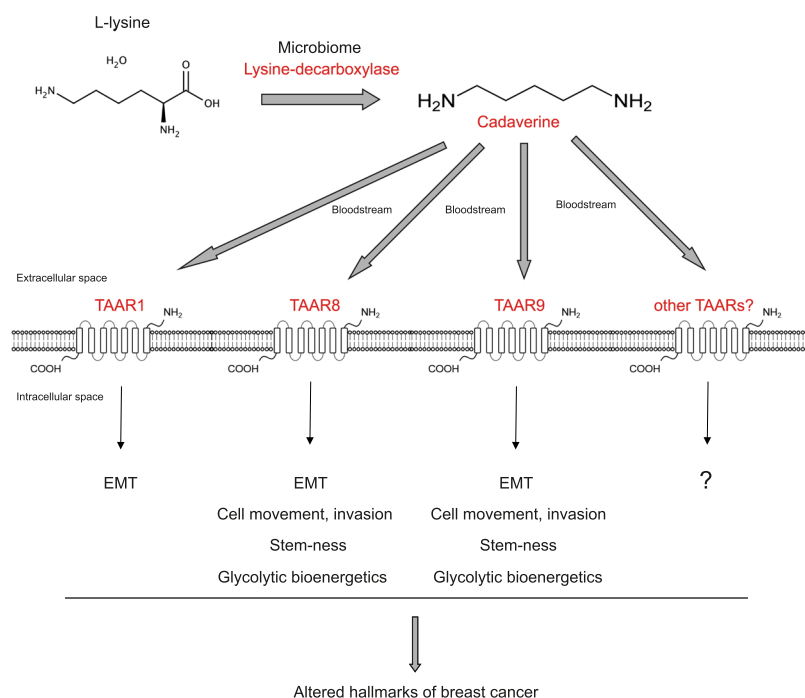 L-lysine
Microbiome
Lysine-decarboxylase
H2O
O
H2N
OH
NH2
H2N
NH2
Cadaverine
Bloodstream
Bloodstream
Bloodstream
Extracellular space
TAAR1
TAAR8
TAAR9
other TAARs?
NH2
NH2
NH2
NH2
COOH
COOH
COOH
COOH
Intracellular space
EMT
EMT
EMT
?
Cell movement, invasion
Cell movement, invasion
Stem-ness
Stem-ness
Glycolytic bioenergetics
Glycolytic bioenergetics
Altered hallmarks of breast cancer